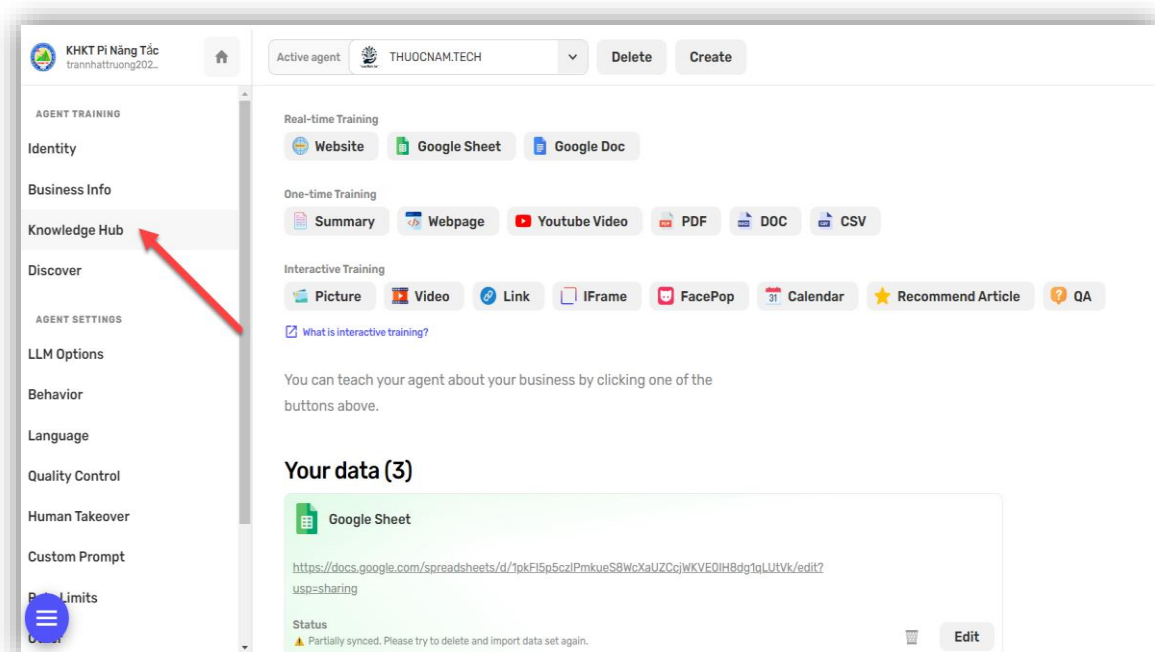 KHKT Pi Năng Tắc
trannhattruong202...
Active agent THUOCNAM.TECH Delete Create
AGENT TRAINING
Identity
Business Info
Knowledge Hub
Discover
AGENT SETTINGS
LLM Options
Behavior
Language
Quality Control
Human Takeover
Custom Prompt
Limits
Real-time Training
Website Google Sheet Google Doc
One-time Training
Summary Webpage Youtube Video PDF DOC CSV
Interactive Training
Picture Video Link IFrame FacePop Calendar Recommend Article QA
What is interactive training?
You can teach your agent about your business by clicking one of the
buttons above.
Your data (3)
Google Sheet
https://docs.google.com/spreadsheets/d/1pkFI5p5czlPmkueS8WcXaUZCcjWKVE0IH8dg1qLUtVk/edit?
usp=sharing
Status
Partially synced. Please try to delete and import data set again.
Edit